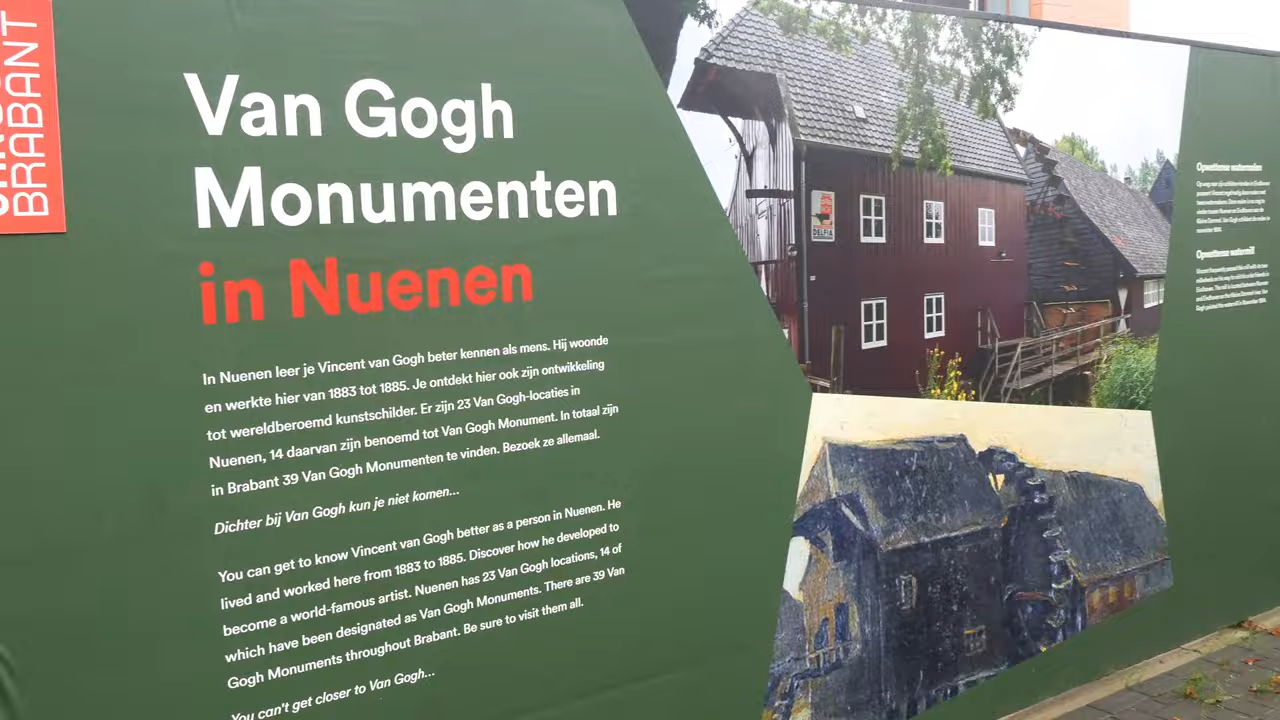 BRABANT
Van Gogh
Monumenten
in Nuenen
In Nuenen leer je Vincent van Gogh beter kennen als mens. Hij woonde
en werkte hier van 1883 tot 1885. Je ontdekt hier ook zijn ontwikkeling
tot wereldberoemd kunstschilder. Er zijn 23 Van Gogh-locaties in
Nuenen, 14 daarvan zijn benoemd tot Van Gogh Monument. In totaal zijn
in Brabant 39 Van Gogh Monumenten te vinden. Bezoek ze allemaal.
Dichter bij Van Gogh kun je niet komen...
You can get to know Vincent van Gogh better as a person in Nuenen. He
lived and worked here from 1883 to 1885. Discover how he developed to
become a world-famous artist. Nuenen has 23 Van Gogh locations, 14 of
which have been designated as Van Gogh Monuments. There are 39 Van
Gogh Monuments throughout Brabant. Be sure to visit them all.
You can't get closer to Van Gogh...
DELFIA
Opwettense watermolen
Opwettense watermill